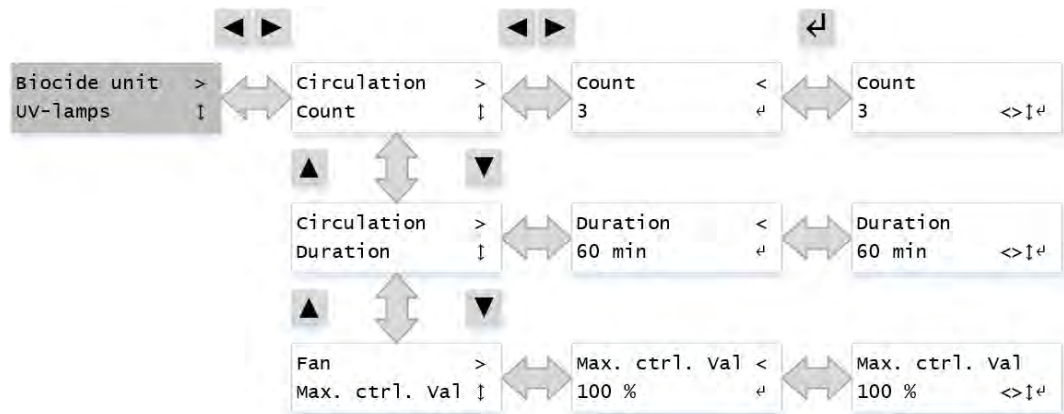 ◄ ► ◄ ► ↵
Biocide unit > Circulation > Count < Count
UV-lamps ↕ Count ↕ 3 ↵ 3 <>↕↵
▲ ▼
Circulation > Duration < Duration
Duration ↕ 60 min ↵ 60 min <>↕↵
▲ ▼
Fan > Max. ctrl. Val < Max. ctrl. Val
Max. ctrl. Val ↕ 100 % ↵ 100 % <>↕↵